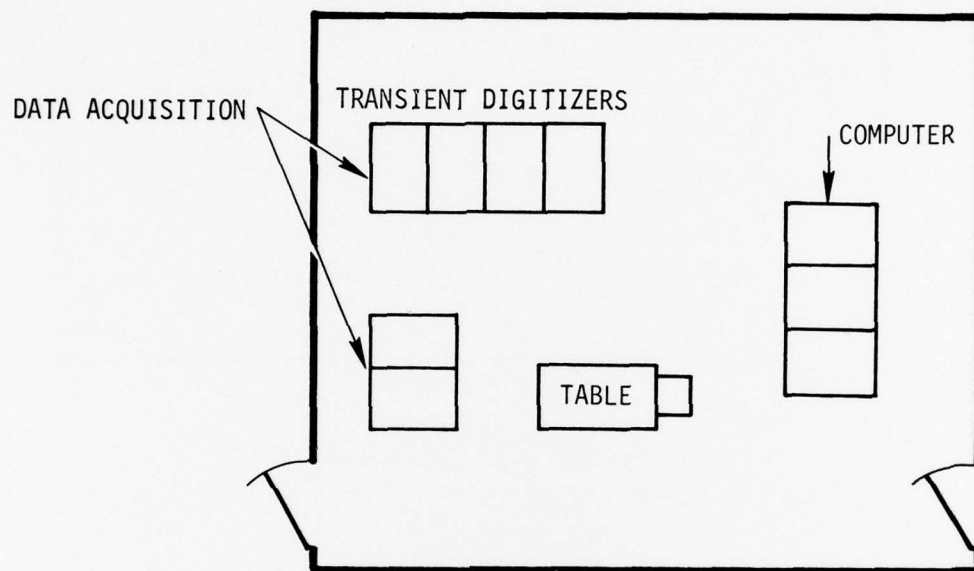 DATA ACQUISITION
TRANSIENT DIGITIZERS
COMPUTER
TABLE